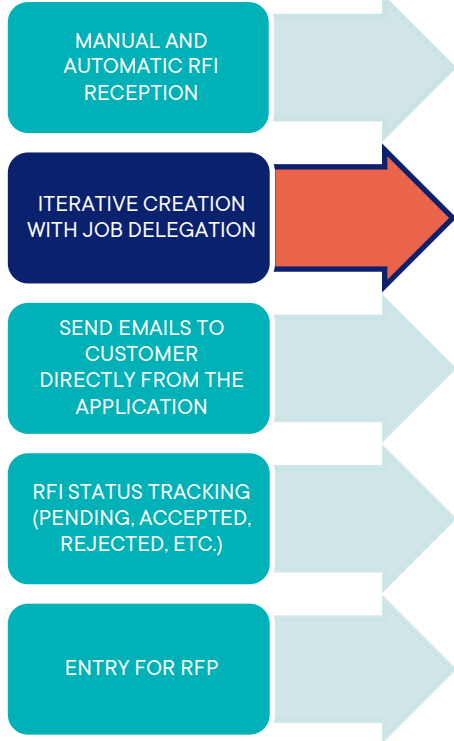 MANUAL AND
AUTOMATIC RFI
RECEPTION
ITERATIVE CREATION
WITH JOB DELEGATION
SEND EMAILS TO
CUSTOMER
DIRECTLY FROM THE
APPLICATION
RFI STATUS TRACKING
(PENDING, ACCEPTED,
REJECTED, ETC.)
ENTRY FOR RFP